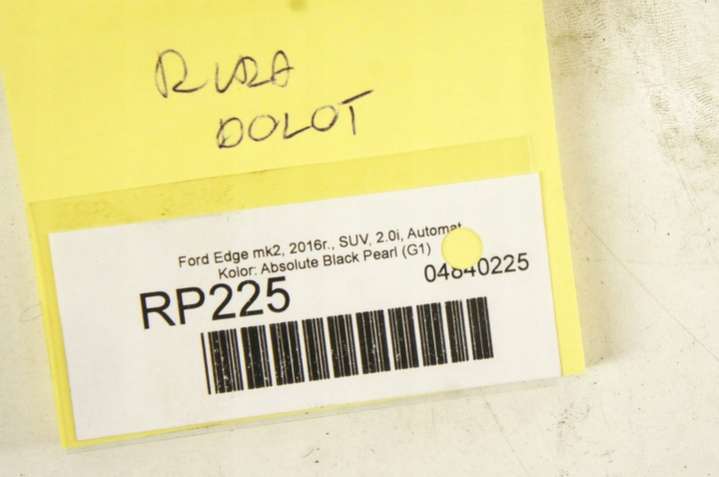 RURA
DOLOT
Ford Edge mk2, 2016r., SUV, 2.0i, Automat
Kolor: Absolute Black Pearl (G1)
RP225
04840225